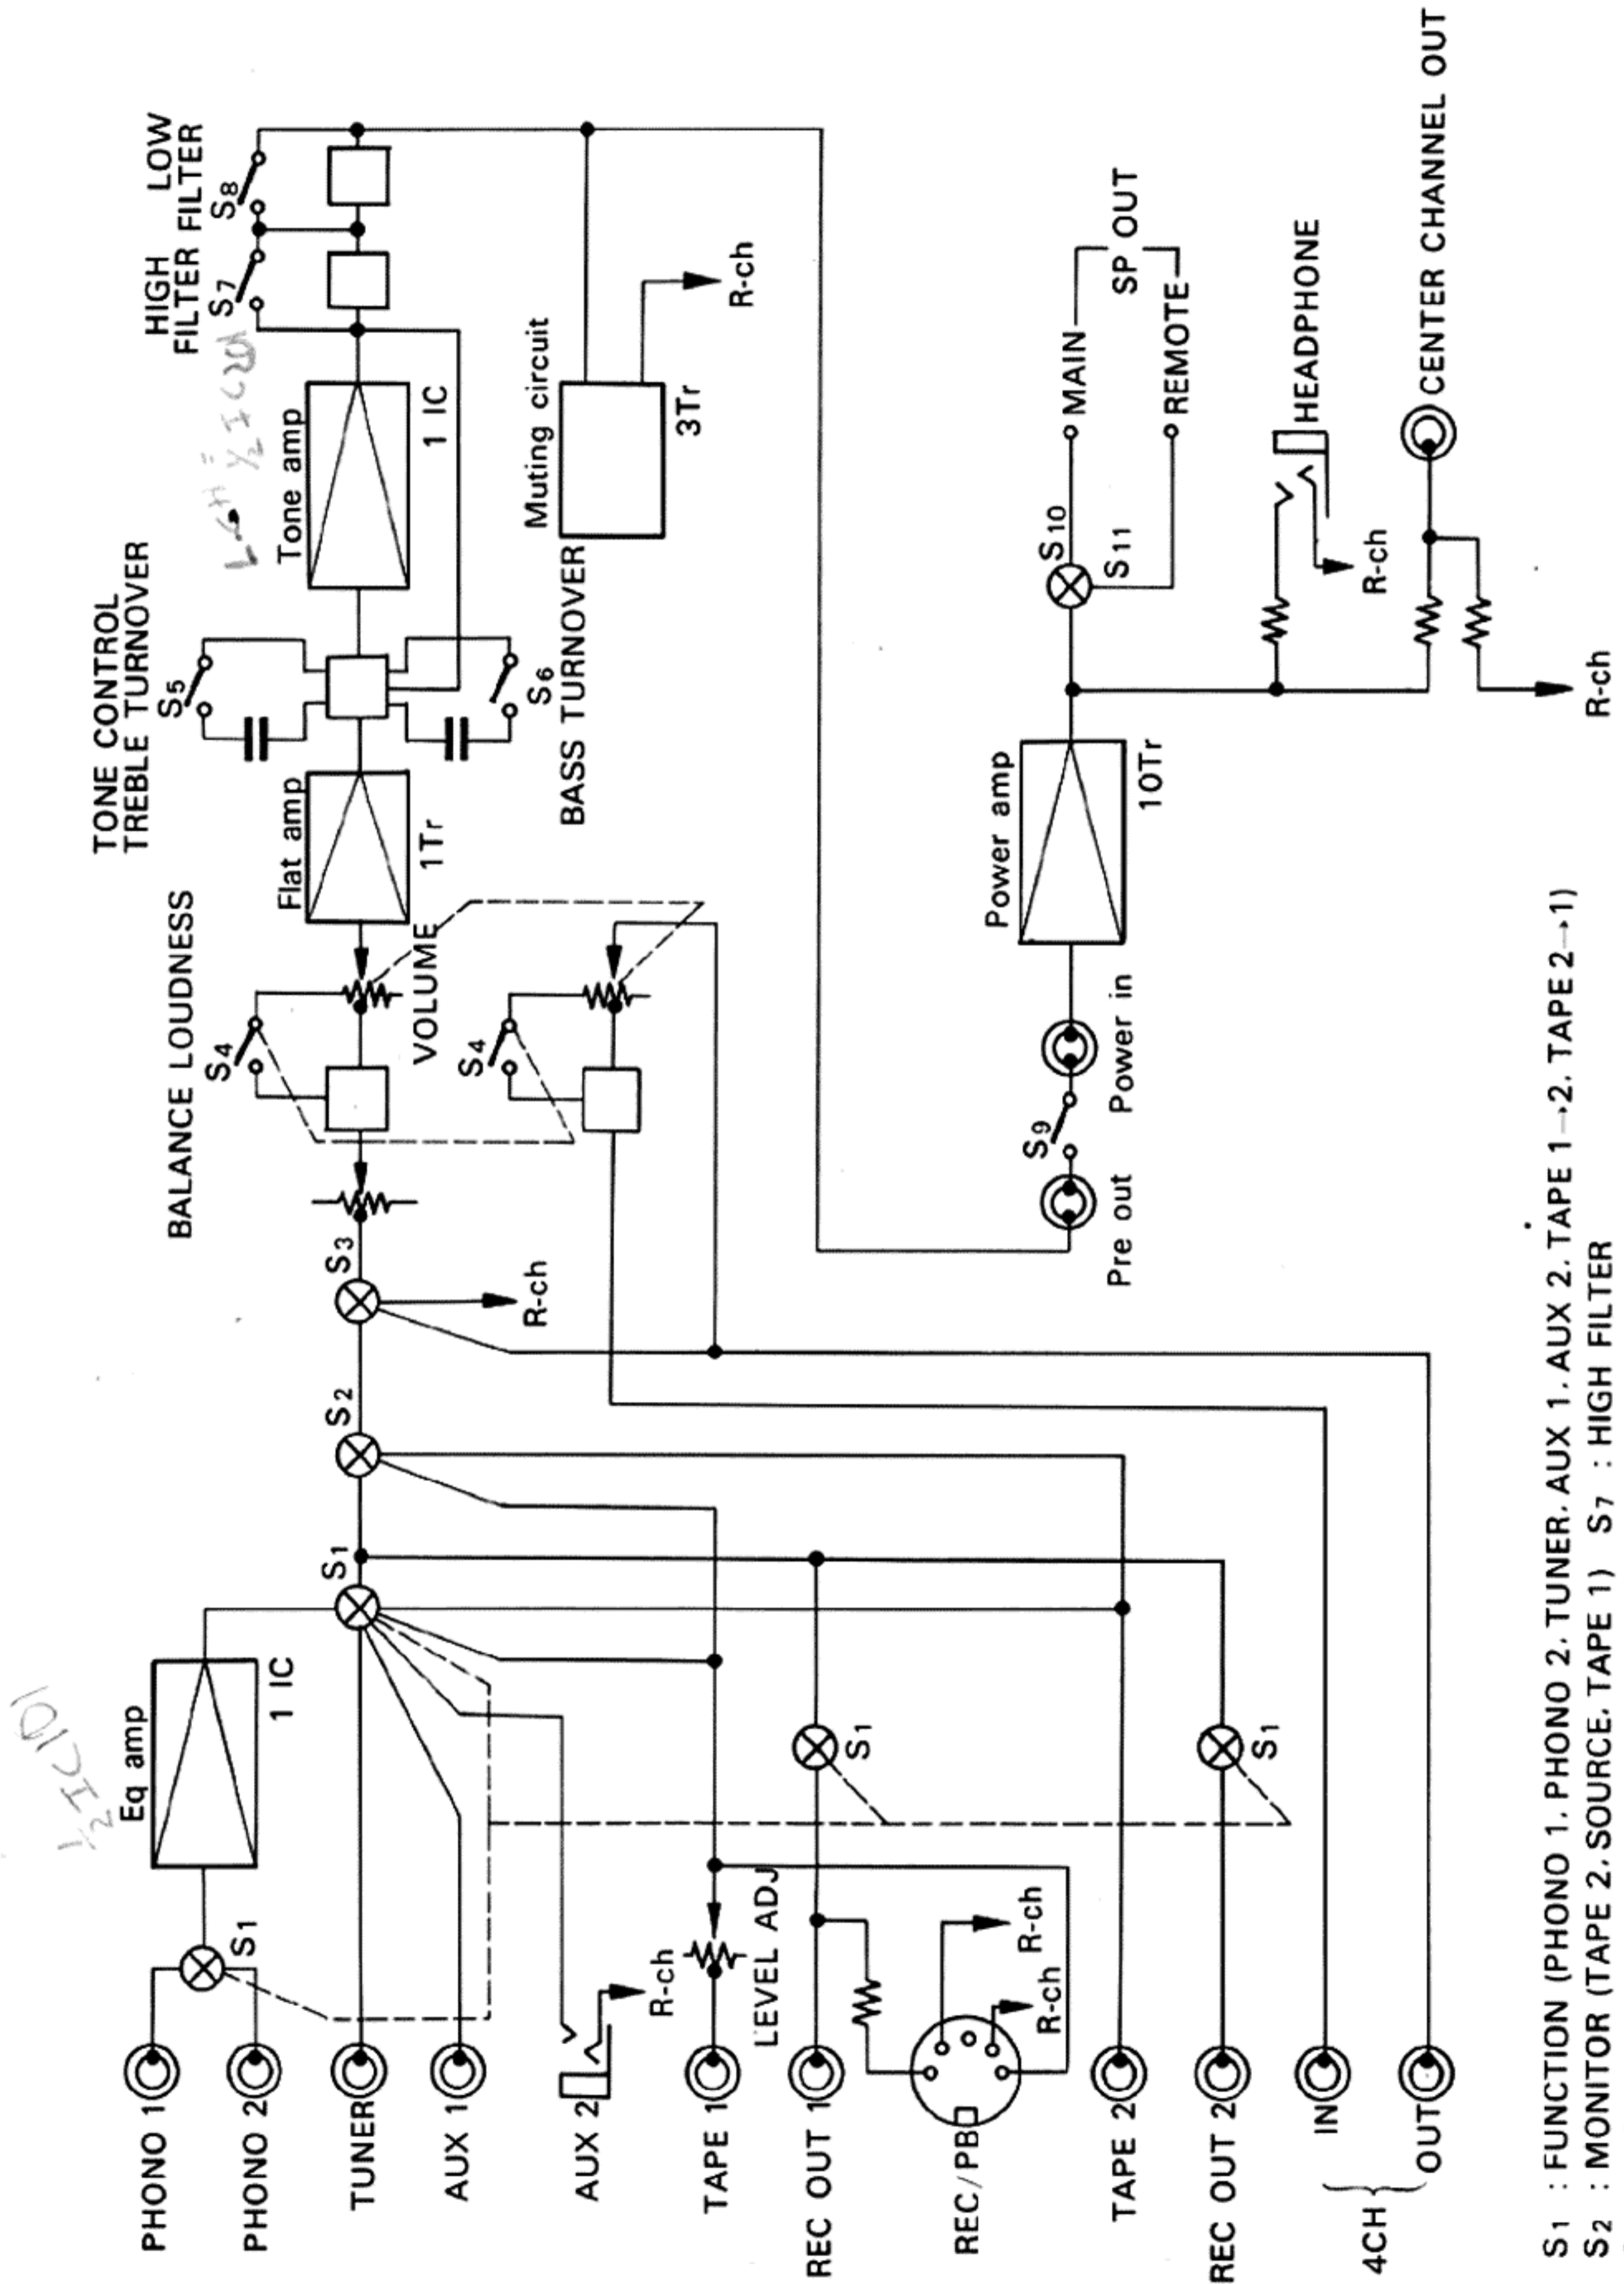 PHONO 1
PHONO 2
TUNER
AUX 1
AUX 2
TAPE 1
REC OUT 1
REC/PB
TAPE 2
REC OUT 2
4CH
IN
OUT
S1
1/2 IC101
Eq amp
1 IC
R-ch
LEVEL ADJ
R-ch
R-ch
S1
S1
S1
S2
S3
R-ch
BALANCE LOUDNESS
S4
VOLUME
S4
Flat amp
1Tr
TONE CONTROL
TREBLE TURNOVER
S5
S6
BASS TURNOVER
Tone amp
1 IC
HIGH
FILTER
S7
LOW
FILTER
S8
Muting circuit
3Tr
R-ch
Pre out
S9
Power in
Power amp
10Tr
S10
S11
MAIN
REMOTE
SP OUT
HEADPHONE
R-ch
CENTER CHANNEL OUT
R-ch
S1 : FUNCTION (PHONO 1, PHONO 2, TUNER, AUX 1, AUX 2, TAPE 1→2, TAPE 2→1)
S2 : MONITOR (TAPE 2, SOURCE, TAPE 1) S7 : HIGH FILTER